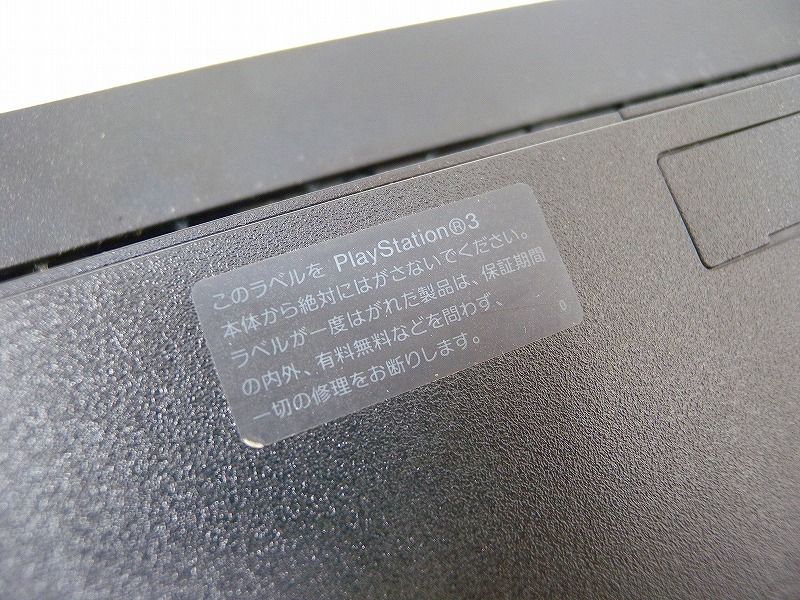 このラベルを PlayStation®3
本体から絶対にはがさないでください。
ラベルが一度はがれた製品は、保証期間
の内外、有料無料などを問わず、
一切の修理をお断りします。
0